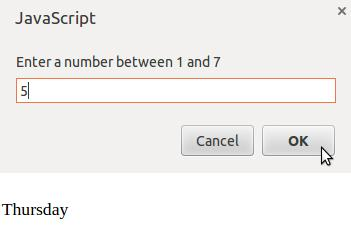 JavaScript
Enter a number between 1 and 7
5
Cancel OK
Thursday